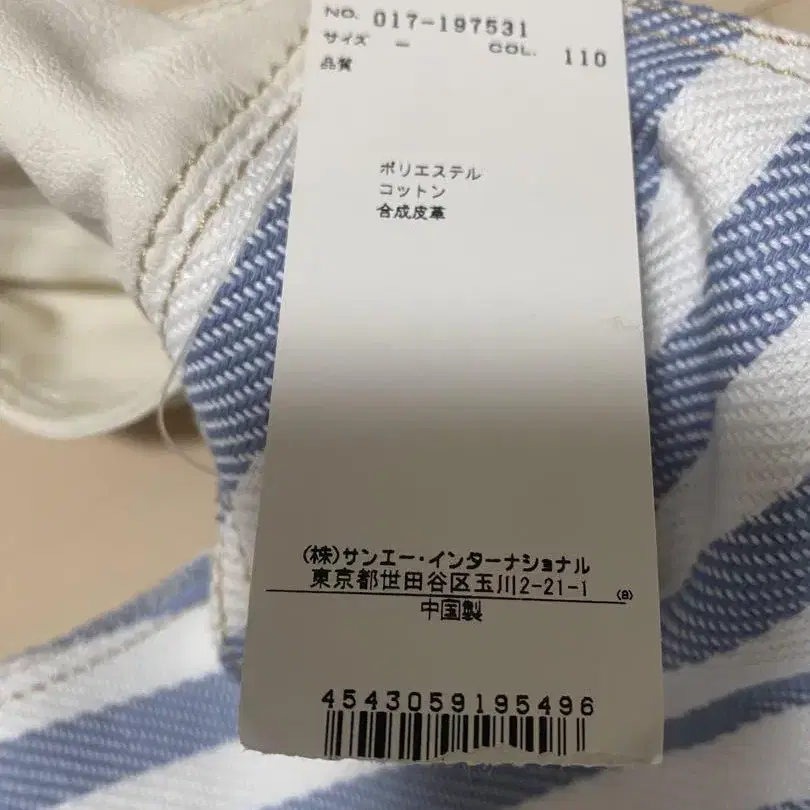 NO. 017-197531
サイズ － COL. 110
品質
ポリエステル
コットン
合成皮革
(株)サンエー・インターナショナル
東京都世田谷区玉川2-21-1 (8)
中国製
4543059195496